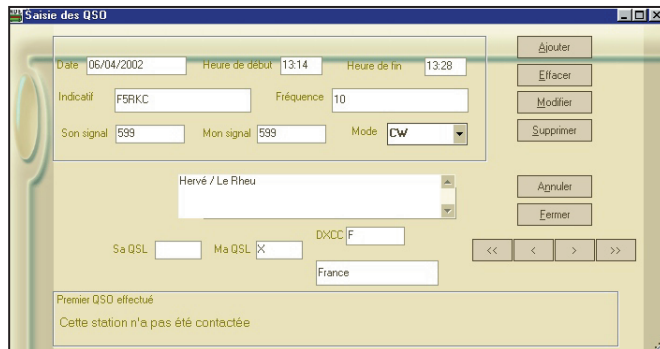 Saisie des QSO
Date 06/04/2002 Heure de début 13:14 Heure de fin 13:28
Indicatif F5RKC Fréquence 10
Son signal 599 Mon signal 599 Mode CW
Ajouter
Effacer
Modifier
Supprimer
Hervé / Le Rheu
Annuler
Fermer
Sa QSL Ma QSL X DXCC F
<< < > >>
France
Premier QSO effectué
Cette station n'a pas été contactée